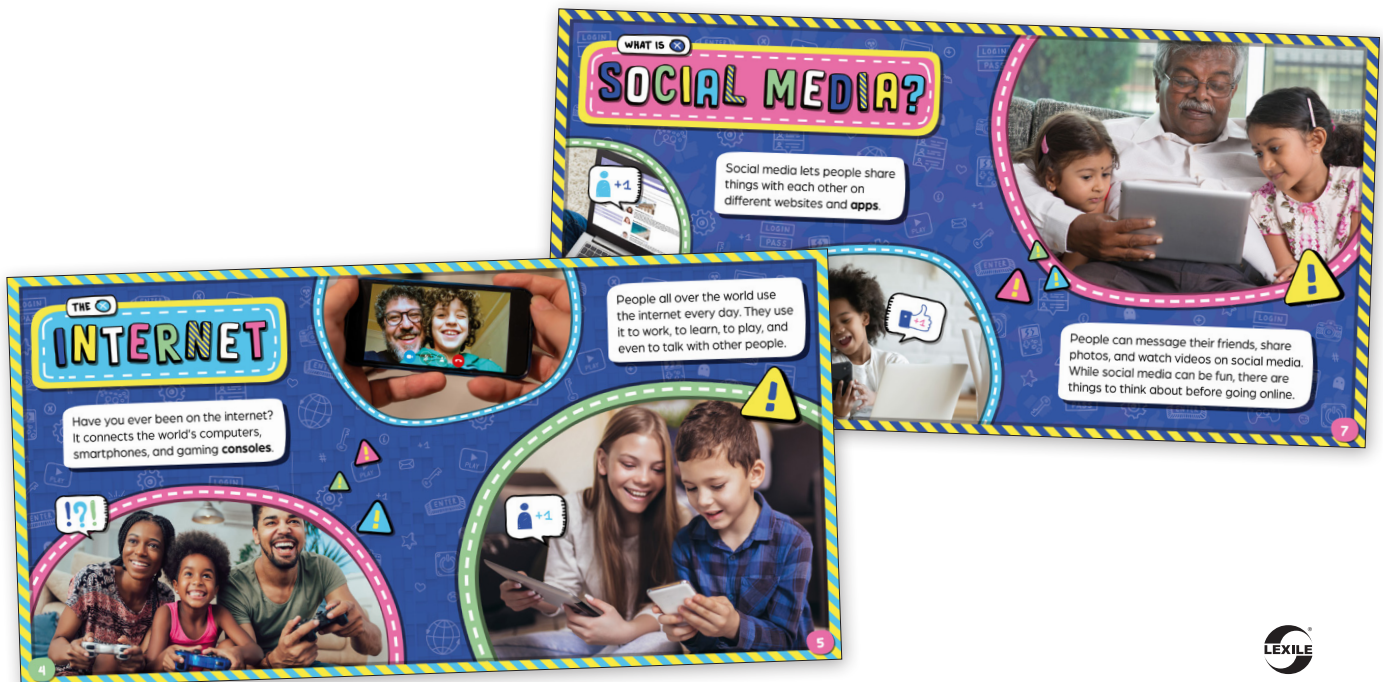 THE
INTERNET
Have you ever been on the internet?
It connects the world's computers,
smartphones, and gaming consoles.
!?!
People all over the world use
the internet every day. They use
it to work, to learn, to play, and
even to talk with other people.
+1
4
5
WHAT IS
SOCIAL MEDIA?
+1
Social media lets people share
things with each other on
different websites and apps.
+1
People can message their friends, share
photos, and watch videos on social media.
While social media can be fun, there are
things to think about before going online.
7
LOGIN
PASS
ENTER
PLAY
LEXILE
®